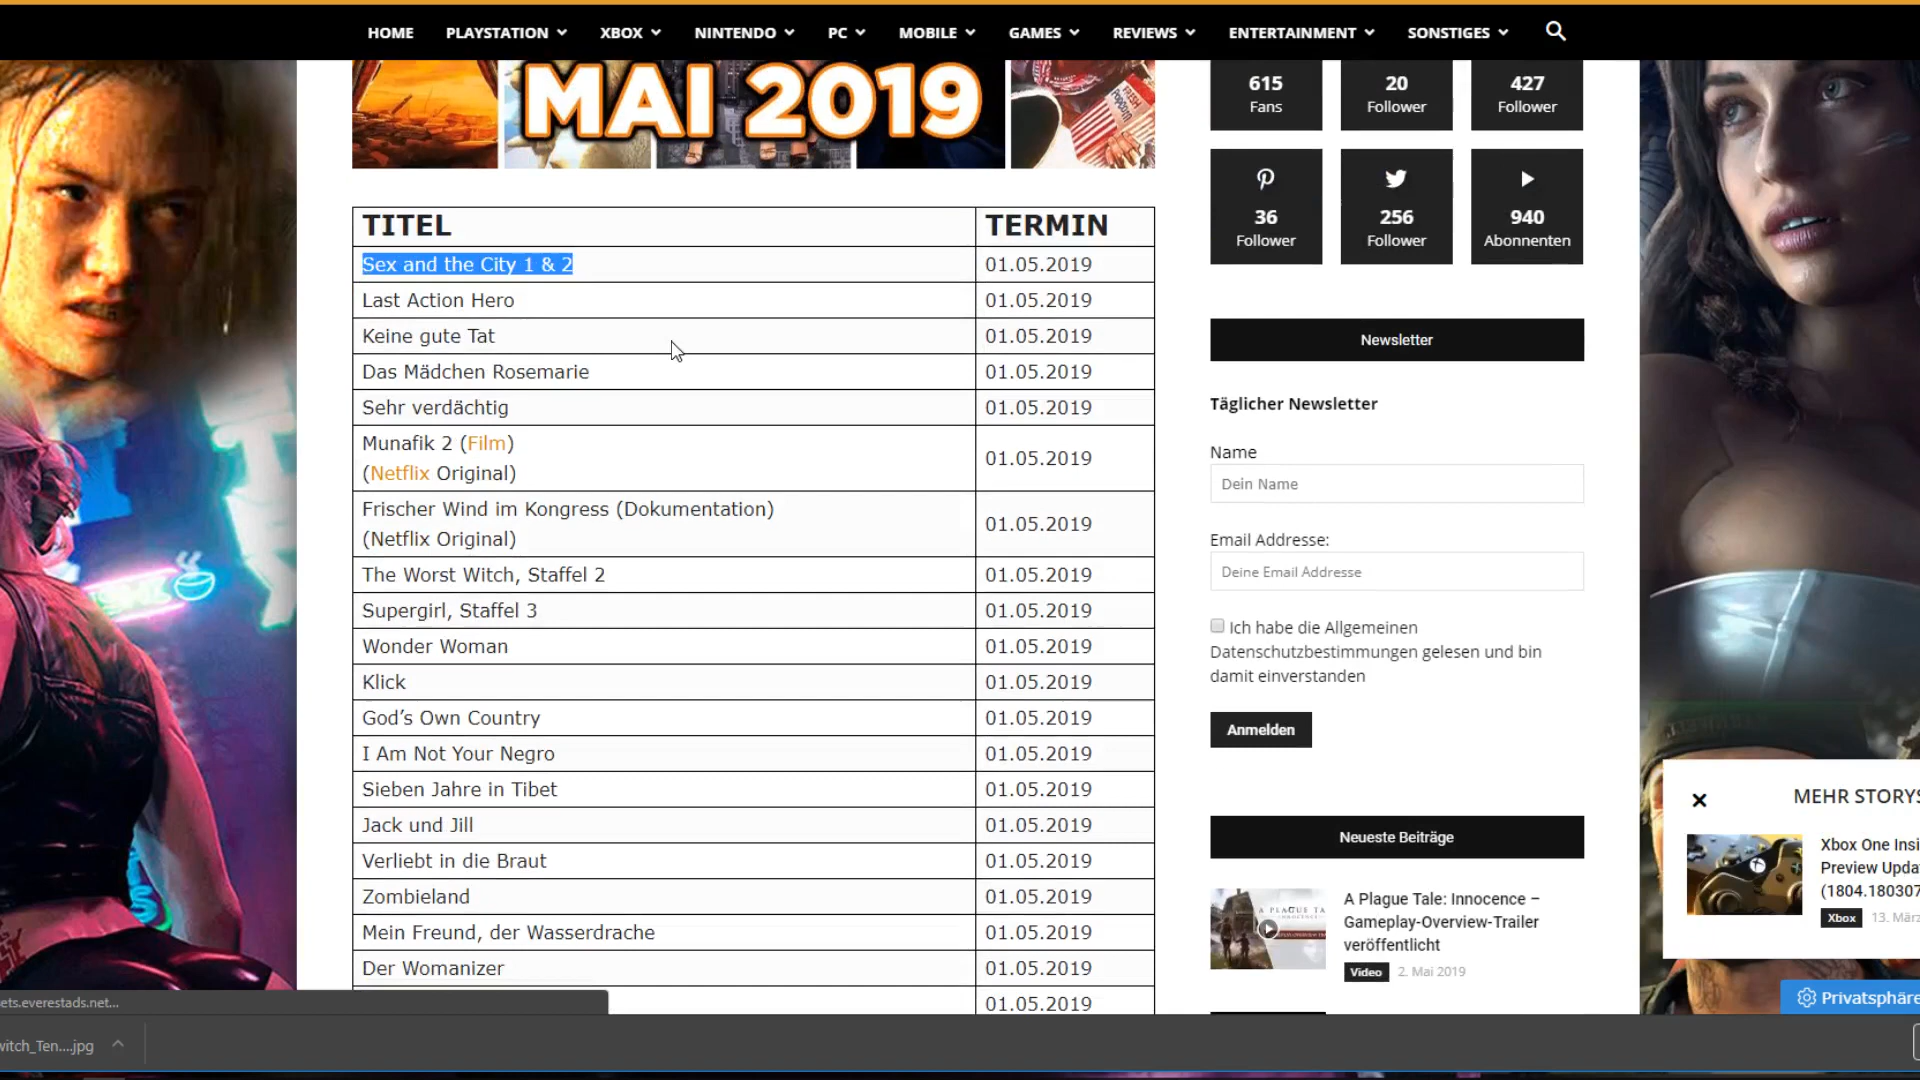 HOME PLAYSTATION XBOX NINTENDO PC MOBILE GAMES REVIEWS ENTERTAINMENT SONSTIGES
MAI 2019
TITEL TERMIN
Sex and the City 1 & 2 01.05.2019
Last Action Hero 01.05.2019
Keine gute Tat 01.05.2019
Das Mädchen Rosemarie 01.05.2019
Sehr verdächtig 01.05.2019
Munafik 2 (Film)
(Netflix Original)
01.05.2019
Frischer Wind im Kongress (Dokumentation)
(Netflix Original)
01.05.2019
The Worst Witch, Staffel 2 01.05.2019
Supergirl, Staffel 3 01.05.2019
Wonder Woman 01.05.2019
Klick 01.05.2019
God’s Own Country 01.05.2019
I Am Not Your Negro 01.05.2019
Sieben Jahre in Tibet 01.05.2019
Jack und Jill 01.05.2019
Verliebt in die Braut 01.05.2019
Zombieland 01.05.2019
Mein Freund, der Wasserdrache 01.05.2019
Der Womanizer 01.05.2019
01.05.2019
615 20 427
Fans Follower Follower
36 256 940
Follower Follower Abonnenten
Newsletter
Täglicher Newsletter
Name
Dein Name
Email Addresse:
Deine Email Addresse
Ich habe die Allgemeinen
Datenschutzbestimmungen gelesen und bin
damit einverstanden
Anmelden
Neueste Beiträge
A Plague Tale: Innocence –
Gameplay-Overview-Trailer
veröffentlicht
Video 2. Mai 2019
MEHR STORYS
Xbox One Insi
Preview Upda
(1804.180307
Xbox 13. März
Privatsphäre
ets.everestads.net...
witch_Ten....jpg